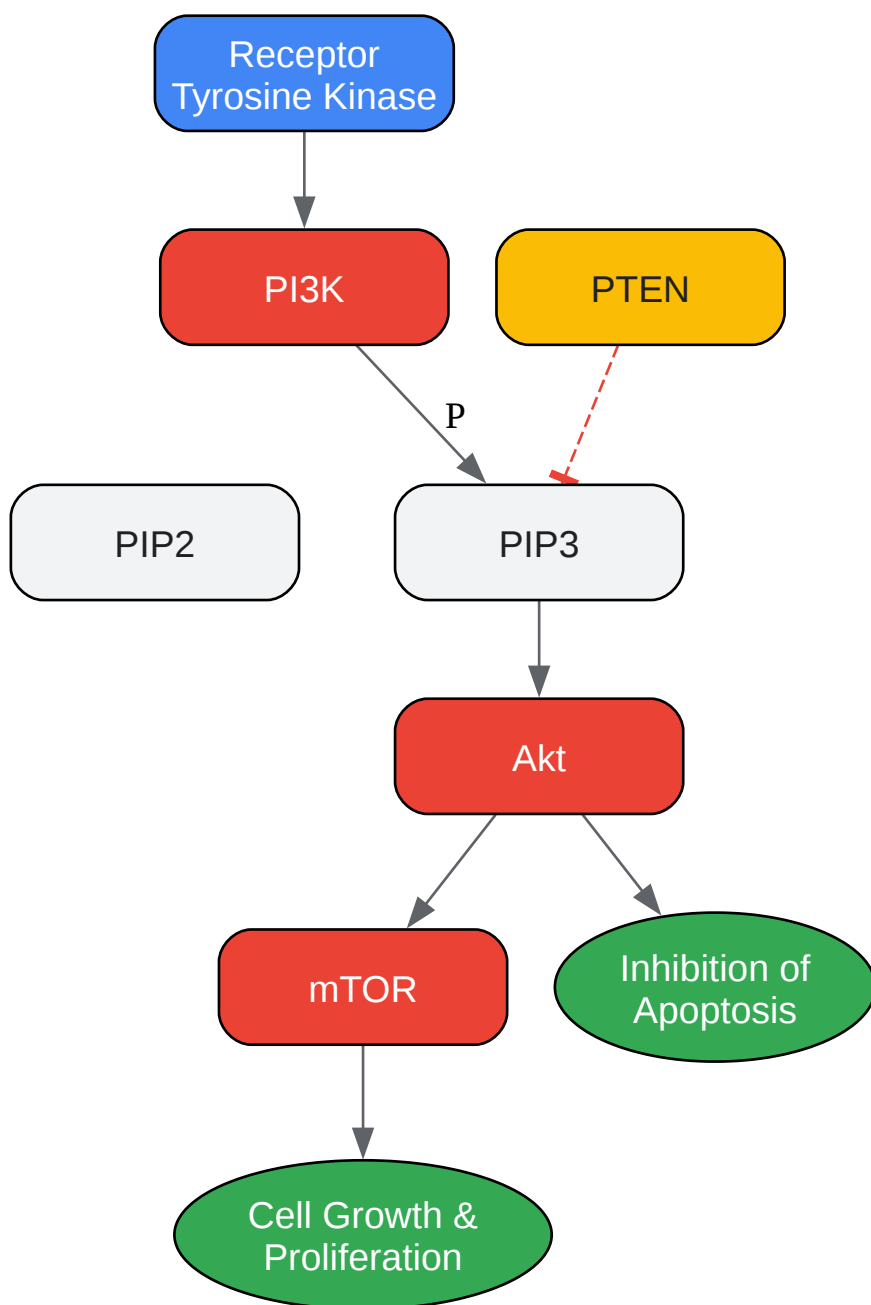 Receptor
Tyrosine Kinase
PI3K
PTEN
P
PIP2
PIP3
Akt
mTOR
Inhibition of
Apoptosis
Cell Growth &
Proliferation